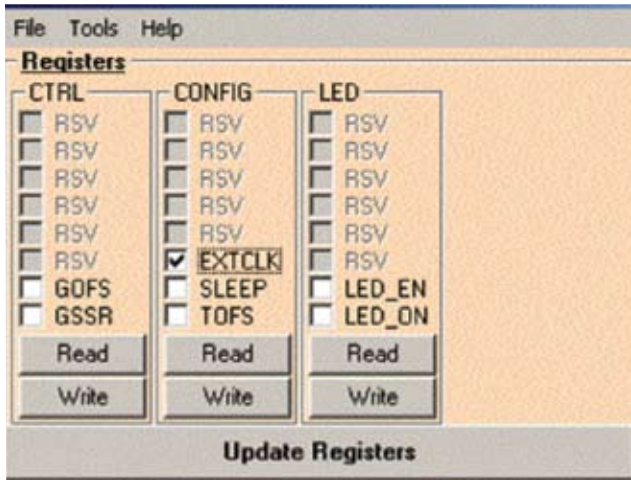 File Tools Help
Registers
CTRL CONFIG LED
RSV RSV RSV
RSV RSV RSV
RSV RSV RSV
RSV RSV RSV
RSV RSV RSV
RSV EXTCLK RSV
GOFS SLEEP LED_EN
GSSR TOFS LED_ON
Read Read Read
Write Write Write
Update Registers